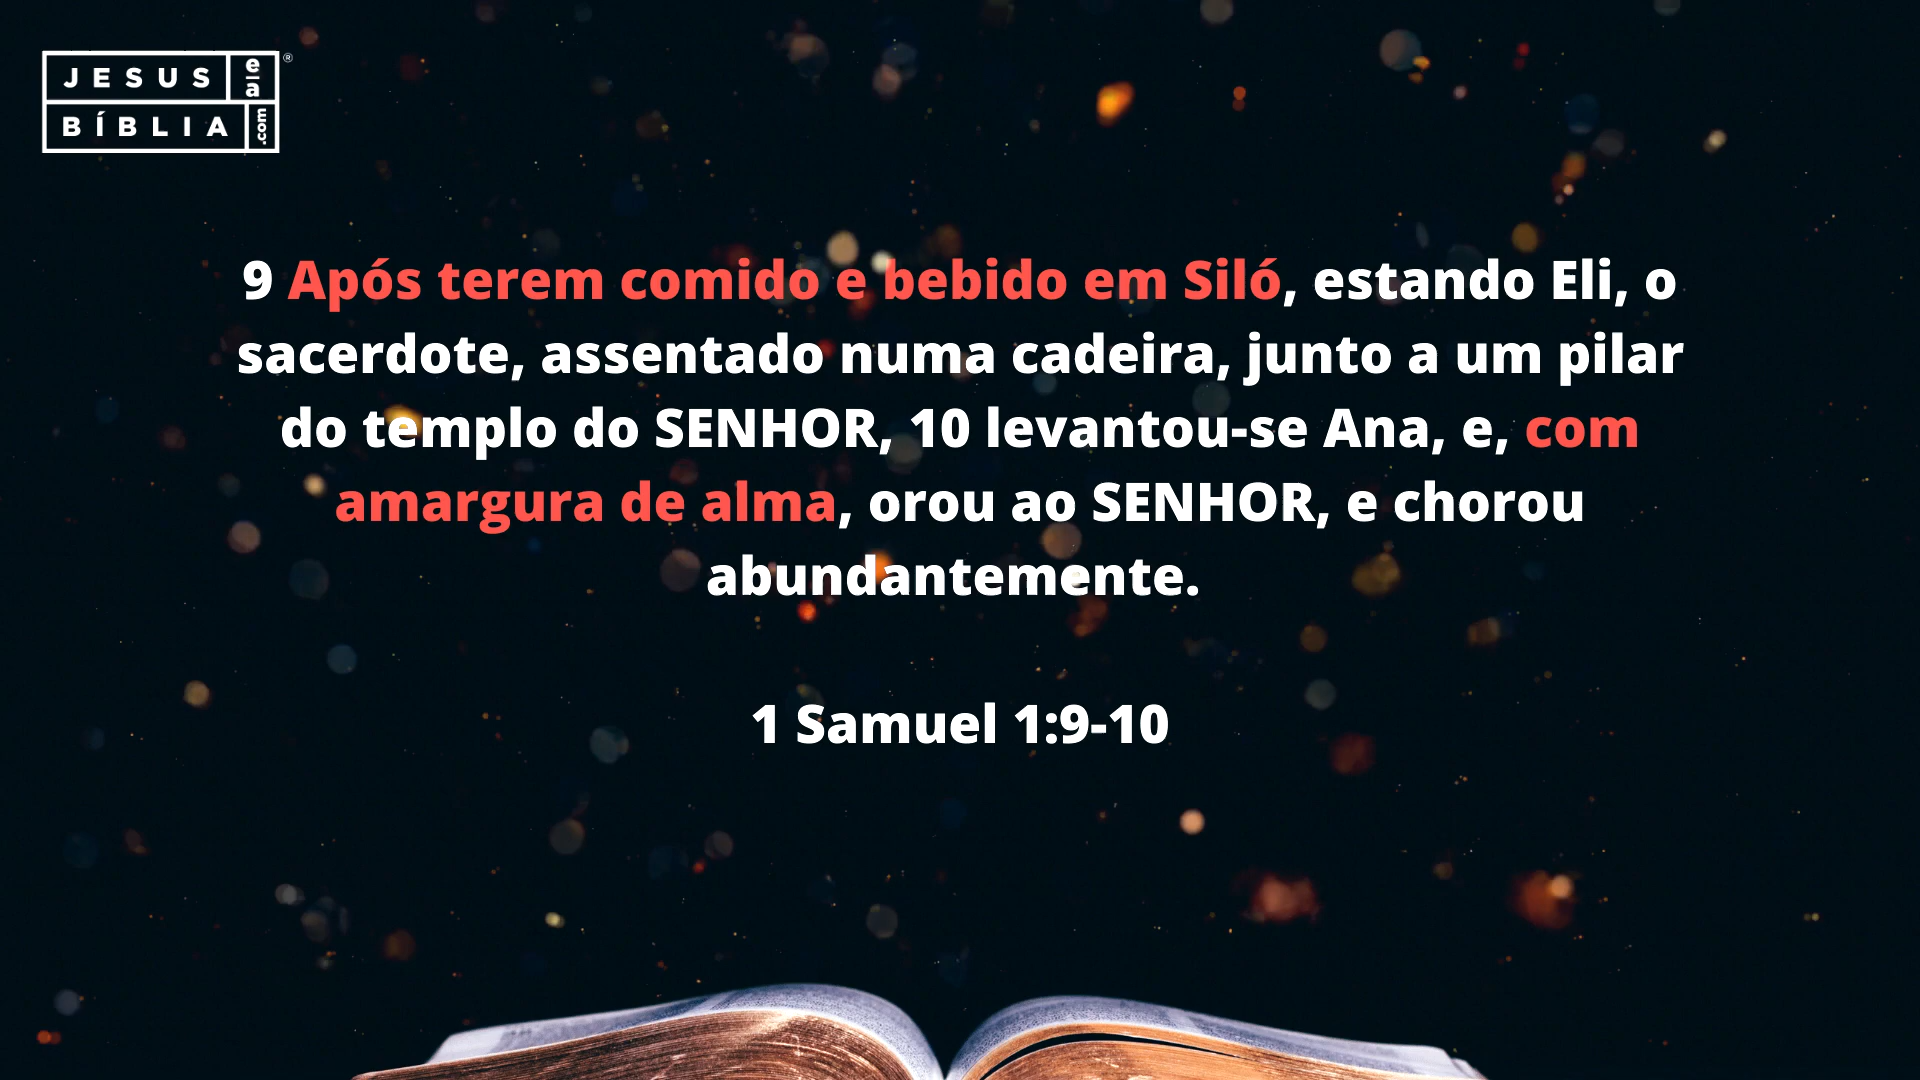 JESUS e a ®
BÍBLIA .com
9 Após terem comido e bebido em Siló, estando Eli, o
sacerdote, assentado numa cadeira, junto a um pilar
do templo do SENHOR, 10 levantou-se Ana, e, com
amargura de alma, orou ao SENHOR, e chorou
abundantemente.
1 Samuel 1:9-10